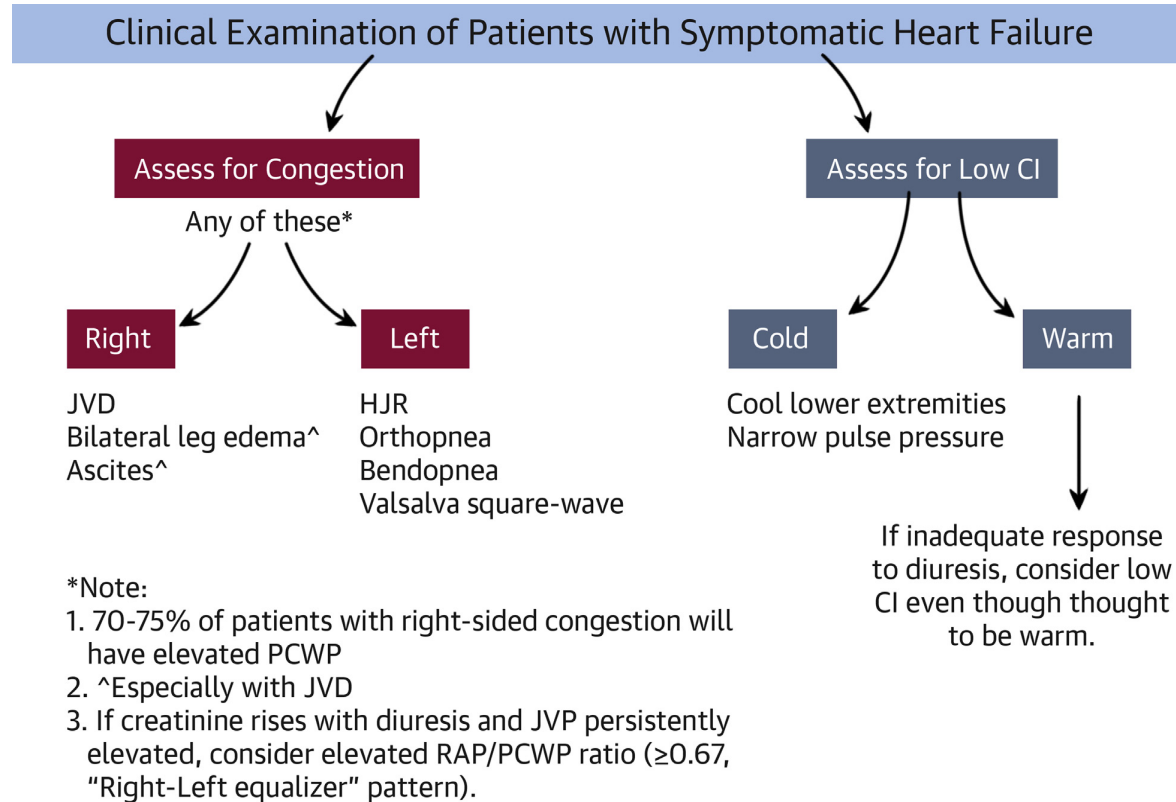 Clinical Examination of Patients with Symptomatic Heart Failure
Assess for Congestion
Any of these*
Right
JVD
Bilateral leg edema^
Ascites^
Left
HJR
Orthopnea
Bendopnea
Valsalva square-wave
*Note:
1. 70-75% of patients with right-sided congestion will
have elevated PCWP
2. ^Especially with JVD
3. If creatinine rises with diuresis and JVP persistently
elevated, consider elevated RAP/PCWP ratio (≥0.67,
“Right-Left equalizer” pattern).
Assess for Low CI
Cold
Cool lower extremities
Narrow pulse pressure
Warm
If inadequate response
to diuresis, consider low
CI even though thought
to be warm.